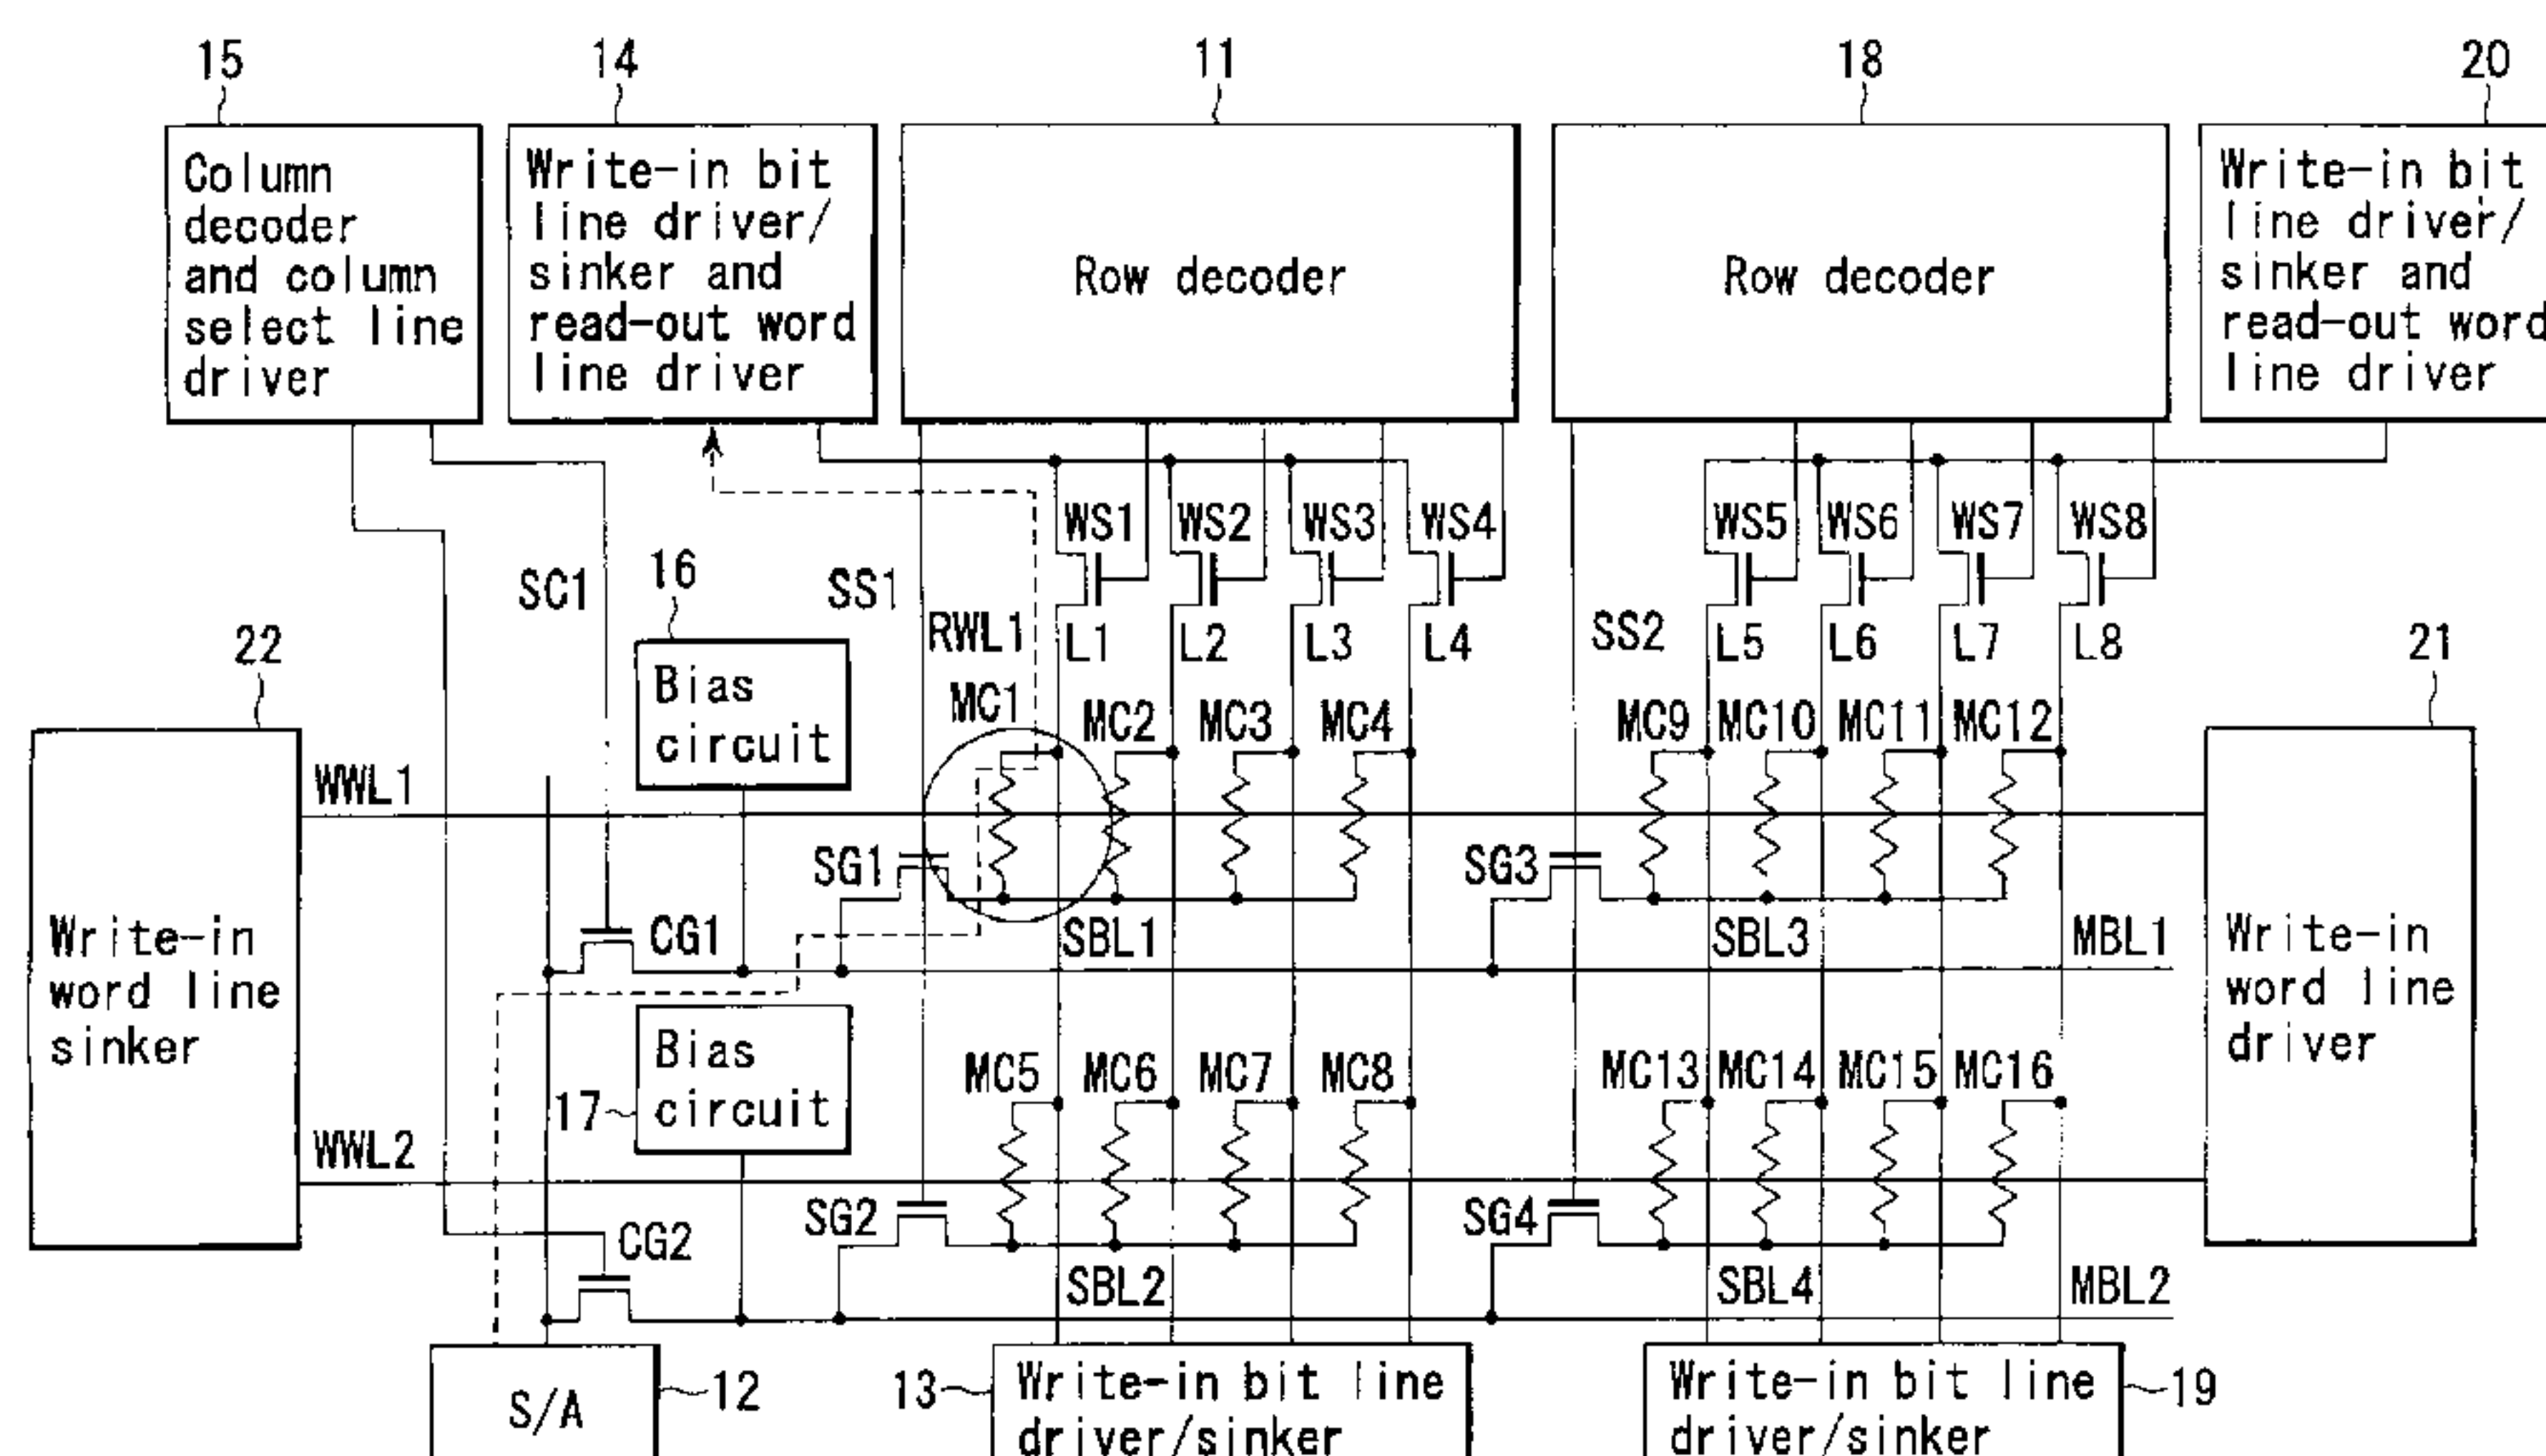 15
14
11
18
20
Column
decoder
and column
select line
driver
Write-in bit
line driver/
sinker and
read-out word
line driver
Row decoder
Row decoder
Write-in bit
line driver/
sinker and
read-out word
line driver
WS1 WS2 WS3 WS4
WS5 WS6 WS7 WS8
SC1
16
SS1
RWL1
L1 L2 L3 L4
SS2
L5 L6 L7 L8
22
21
Bias
circuit
MC1
MC2 MC3 MC4
MC9 MC10 MC11 MC12
WWL1
SG1
SG3
Write-in
word line
sinker
CG1
SBL1
SBL3
MBL1
Write-in
word line
driver
Bias
circuit
17
MC5 MC6 MC7 MC8
MC13 MC14 MC15 MC16
WWL2
SG2
SG4
CG2
SBL2
SBL4
MBL2
S/A
12
13
Write-in bit line
driver/sinker
Write-in bit line
driver/sinker
19